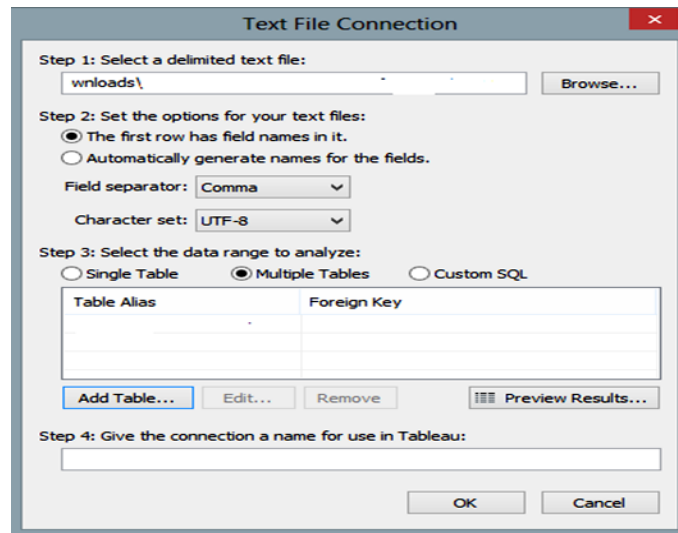 Text File Connection
Step 1: Select a delimited text file:
wnloads\
Browse...
Step 2: Set the options for your text files:
The first row has field names in it.
Automatically generate names for the fields.
Field separator: Comma
Character set: UTF-8
Step 3: Select the data range to analyze:
Single Table Multiple Tables Custom SQL
Table Alias Foreign Key
Add Table... Edit... Remove Preview Results...
Step 4: Give the connection a name for use in Tableau:
OK Cancel